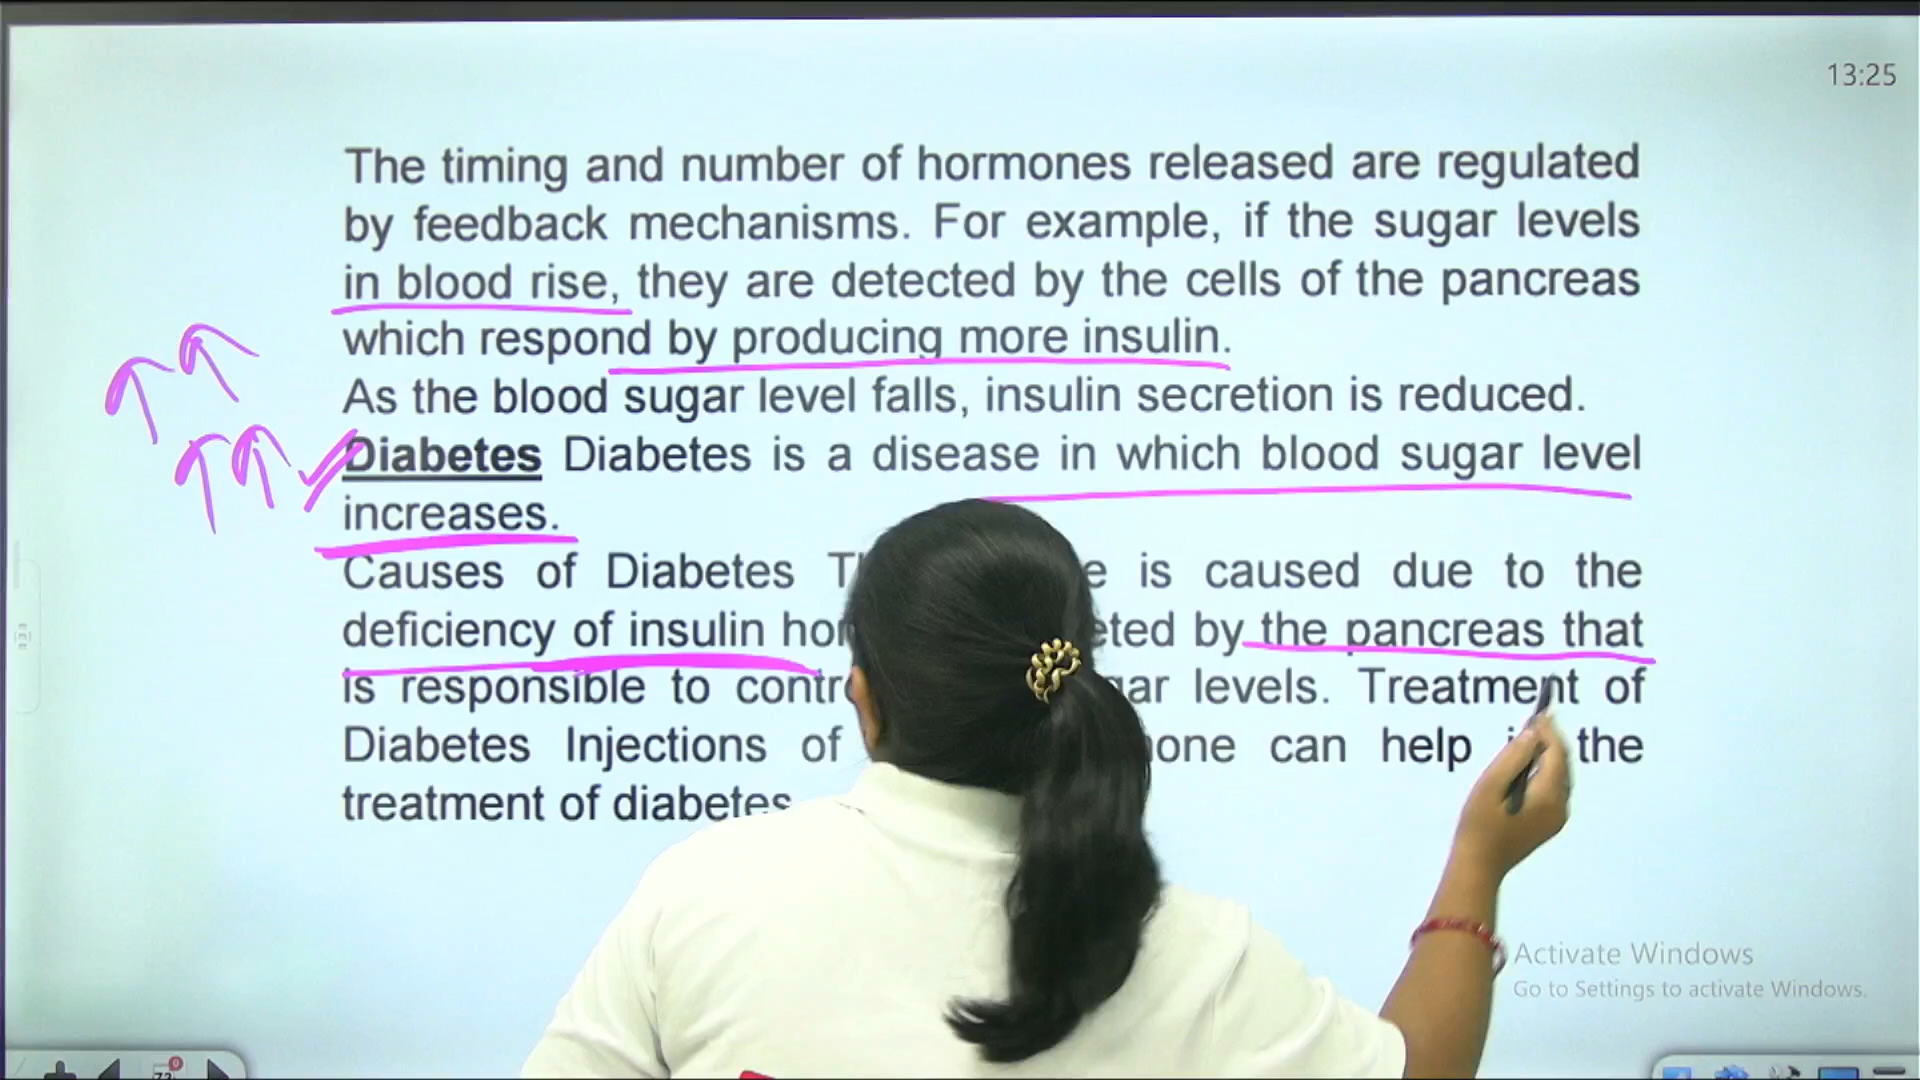 13:25
The timing and number of hormones released are regulated
by feedback mechanisms. For example, if the sugar levels
in blood rise, they are detected by the cells of the pancreas
which respond by producing more insulin.
As the blood sugar level falls, insulin secretion is reduced.
Diabetes Diabetes is a disease in which blood sugar level
increases.
Causes of Diabetes is caused due to the
deficiency of insulin by the pancreas that
is responsible to levels. Treatment of
Diabetes Injections of can help the
treatment of diabetes
Activate Windows
Go to Settings to activate Windows.